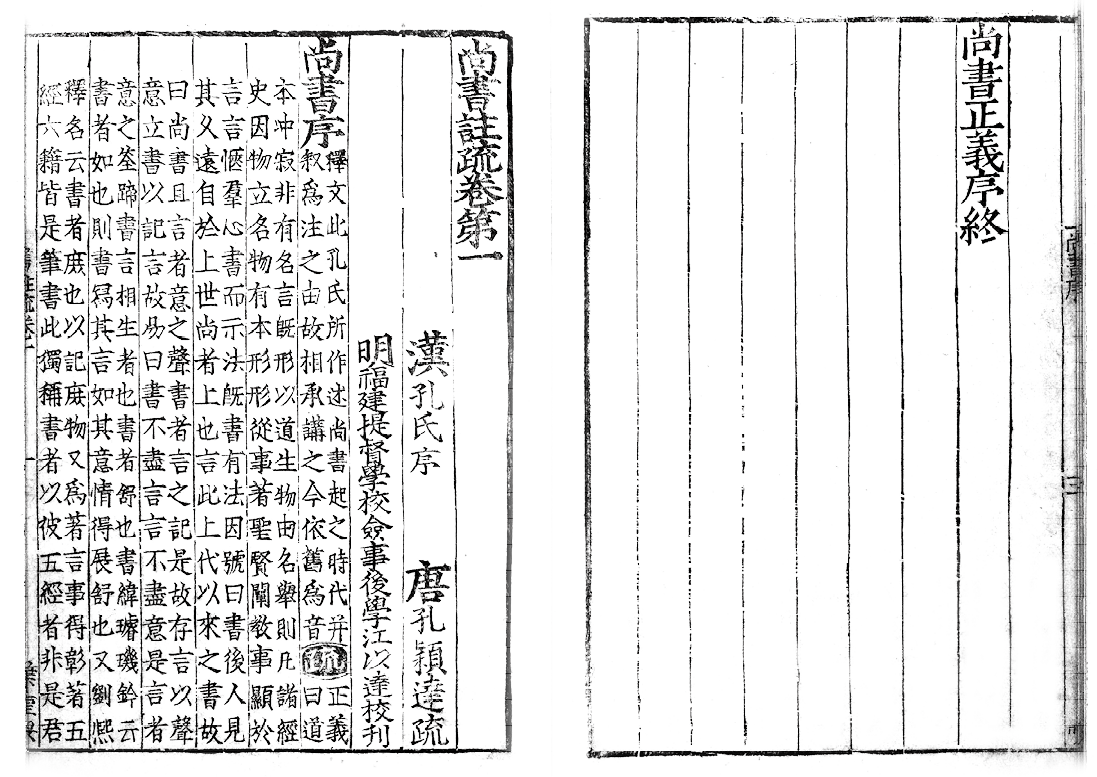 尚書正義序終
尚書序
三
尚書註疏卷第一
漢孔氏序　唐孔穎達疏
明福建提督學校僉事後學江以達校刊
尚書序
釋文此孔氏所作述尚書起之時代并
叙爲注之由故相承講之今依舊爲音
疏
正義
曰道
本冲寂非有名言旣形以道生物由名舉則凡諸經
史因物立名物有本形形從事著聖賢闡敎事顯於
言言愜羣心書而示法旣書有法因號曰書後人見
其久遠自於上世尚者上也言此上代以來之書故
曰尚書且言者意之聲書者言之記是故存言以聲
意立書以記言故易曰書不盡言言不盡意是言者
意之筌蹄書言相生者也書者舒也書緯璿璣鈐云
書者如也則書寫其言如其意情得展舒也又劉熙
釋名云書者庶也以記庶物又爲著言事得彰著五
經六籍皆是筆書此獨稱書者以彼五經者非是君
書註疏卷一
一